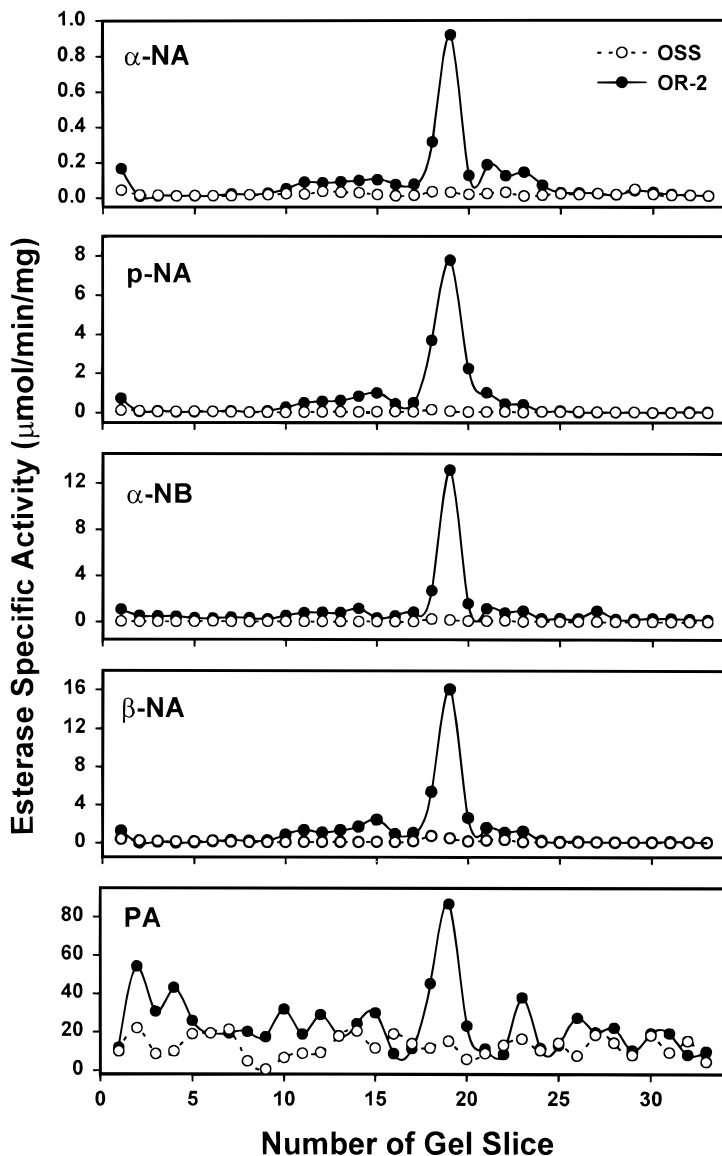 Esterase Specific Activity (μmol/min/mg)
α-NA
OSS
OR-2
1.0
0.8
0.6
0.4
0.2
0.0
p-NA
8
6
4
2
0
α-NB
12
8
4
0
β-NA
16
12
8
4
0
PA
80
60
40
20
0
0 5 10 15 20 25 30
Number of Gel Slice